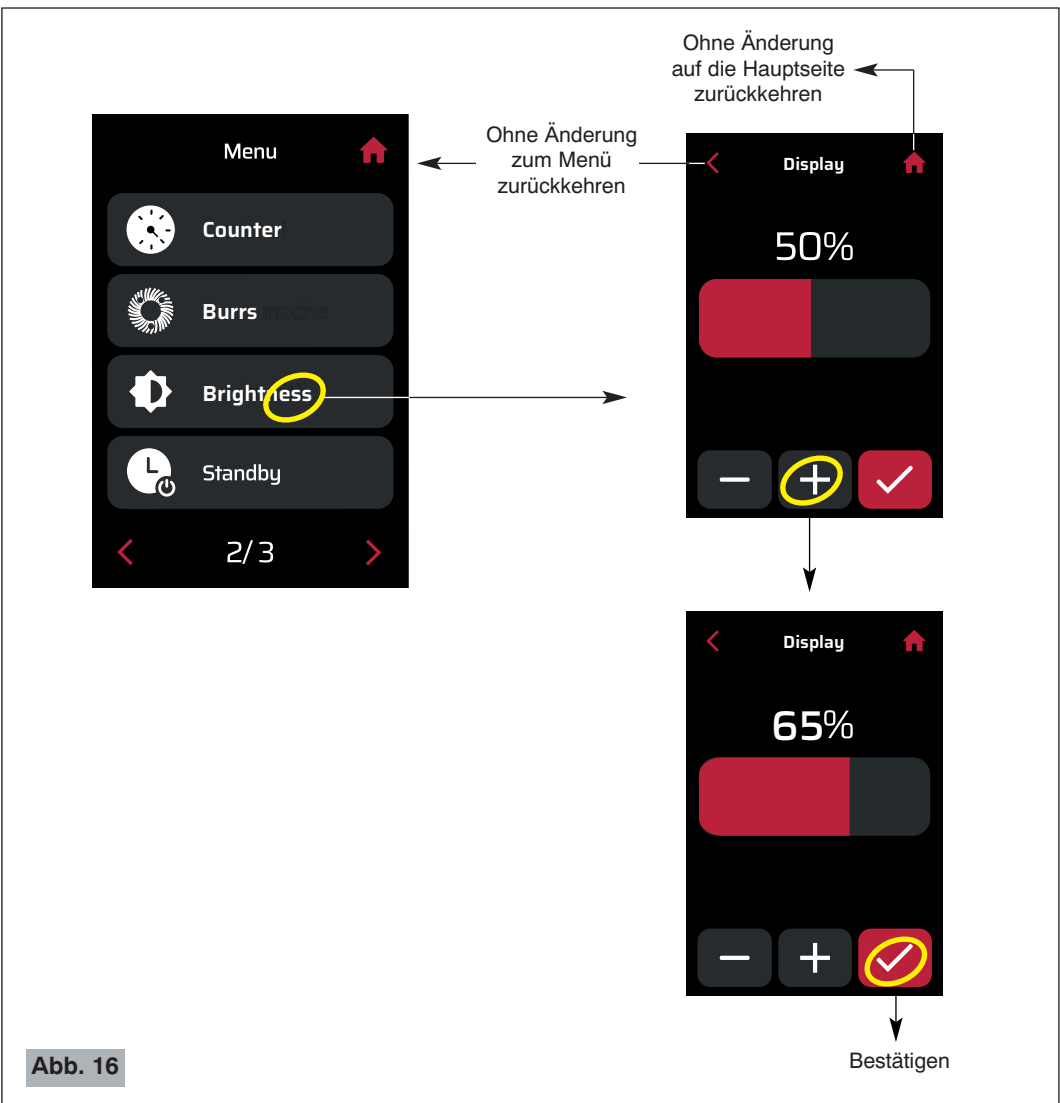 Ohne Änderung
auf die Hauptseite
zurückkehren
Menu
Counter
Burrs
Brightness
Standby
2/3
Ohne Änderung
zum Menü
zurückkehren
Display
50%
Display
65%
Bestätigen
Abb. 16